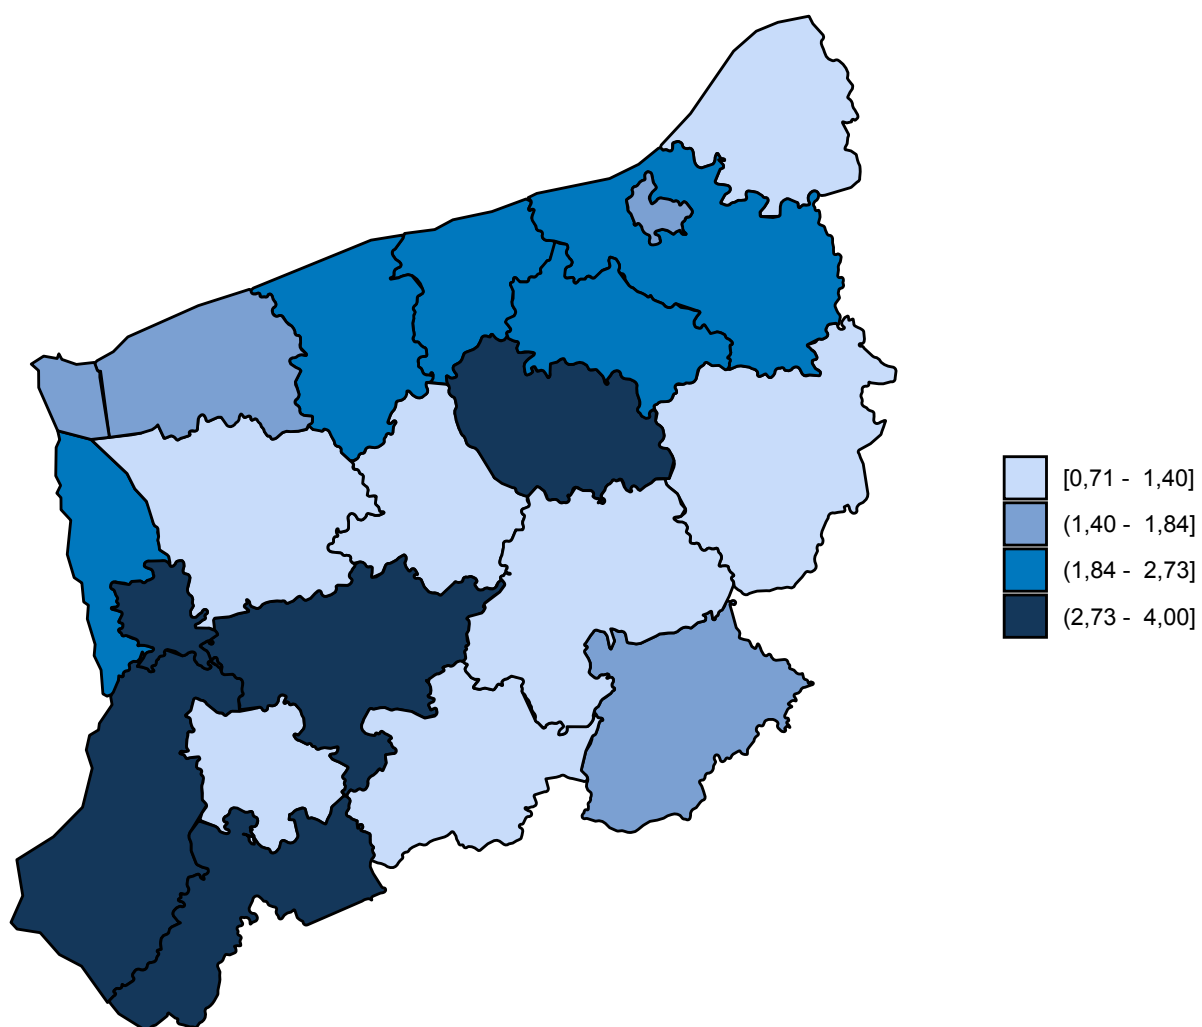 [0,71 - 1,40]
(1,40 - 1,84]
(1,84 - 2,73]
(2,73 - 4,00]